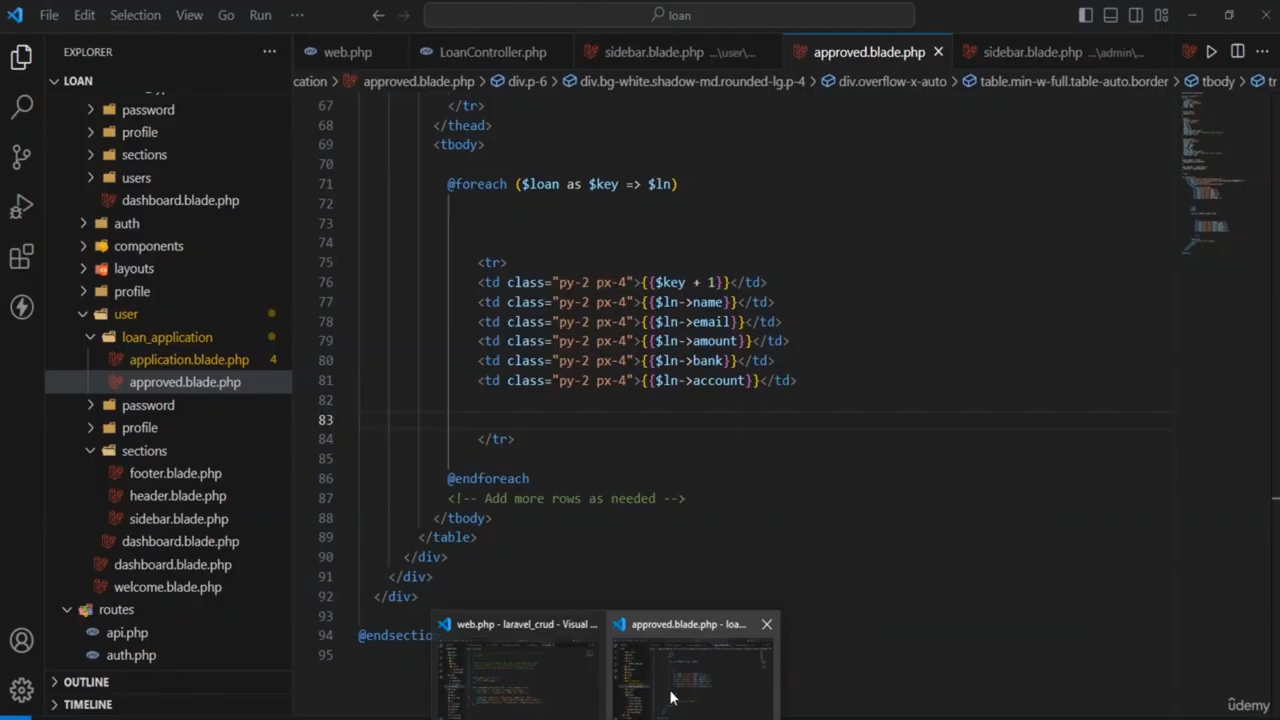 File Edit Selection View Go Run ··· loan
EXPLORER ···
LOAN
password
profile
sections
users
dashboard.blade.php
auth
components
layouts
profile
user
loan_application
application.blade.php 4
approved.blade.php
password
profile
sections
footer.blade.php
header.blade.php
sidebar.blade.php
dashboard.blade.php
dashboard.blade.php
welcome.blade.php
routes
api.php
auth.php
OUTLINE
TIMELINE
web.php LoanController.php sidebar.blade.php ...\user\... approved.blade.php sidebar.blade.php ...\admin\...
cation > approved.blade.php > div.p-6 > div.bg-white.shadow-md.rounded-lg.p-4 > div.overflow-x-auto > table.min-w-full.table-auto.border > tbody > tr
67 </tr>
68 </thead>
69 <tbody>
70
71 @foreach ($loan as $key => $ln)
72
73
74
75 <tr>
76 <td class="py-2 px-4">{{$key + 1}}</td>
77 <td class="py-2 px-4">{{$ln->name}}</td>
78 <td class="py-2 px-4">{{$ln->email}}</td>
79 <td class="py-2 px-4">{{$ln->amount}}</td>
80 <td class="py-2 px-4">{{$ln->bank}}</td>
81 <td class="py-2 px-4">{{$ln->account}}</td>
82
83
84 </tr>
85
86 @endforeach
87 <!-- Add more rows as needed -->
88 </tbody>
89 </table>
90 </div>
91 </div>
92 </div>
93
94 @endsection
95
web.php - laravel_crud - Visual ... approved.blade.php - loa...
ûdemy